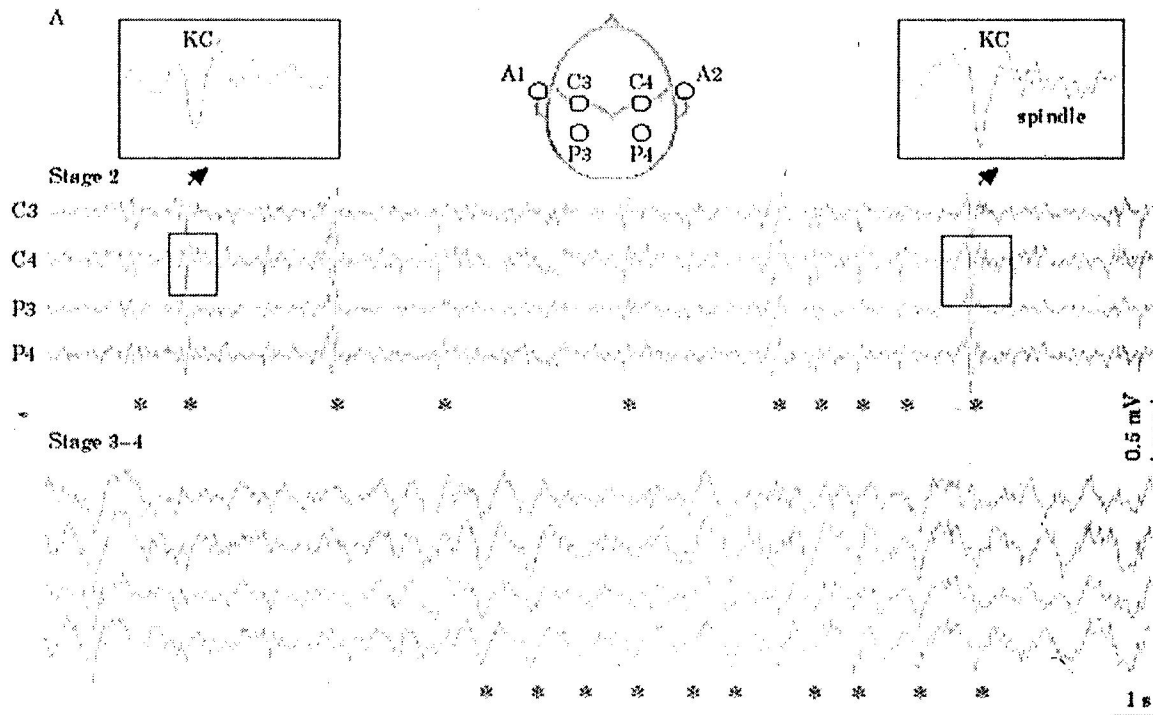 A
KC
KC
A1
C3
C4
A2
P3
P4
spindle
Stage 2
C3
C4
P3
P4
* * * * * * * * * *
0.5 mV
Stage 3–4
* * * * * * * * * *
1 s